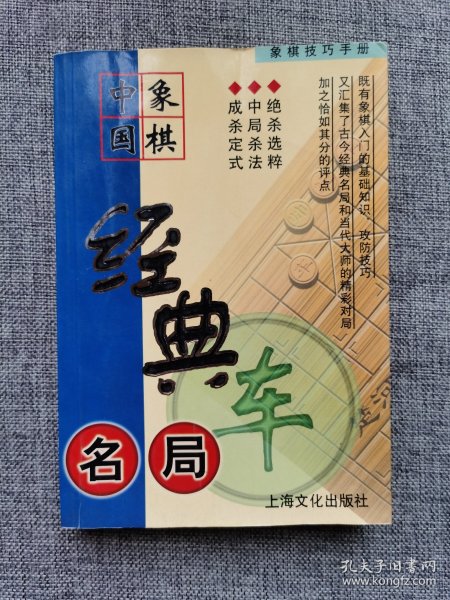 象棋技巧手册
中国
象棋
既有象棋入门的基础知识、攻防技巧
又汇集了古今经典名局和当代大师的精彩对局
加之恰如其分的评点
◆绝杀选粹
◆中局杀法
◆成杀定式
经典
名局
车
上海文化出版社
孔夫子旧书网
www.kongfz.com